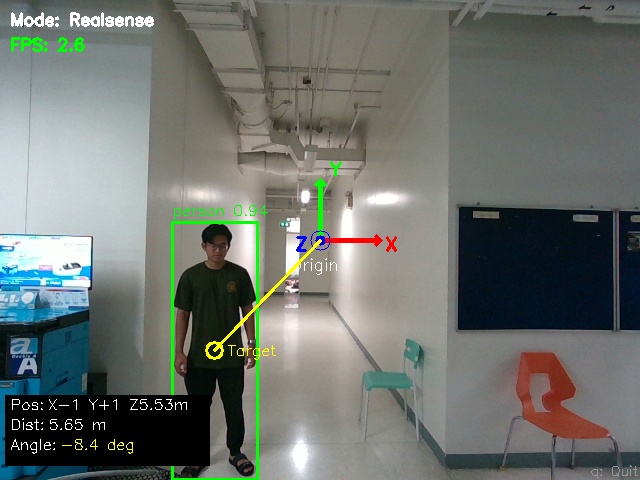 Mode: Realsense
FPS: 2.6
person 0.94
Y
Z
X
Origin
Target
a
Double A
A
Pos: X-1 Y+1 Z5.53m
Dist: 5.65 m
Angle: -8.4 deg
q: Quit